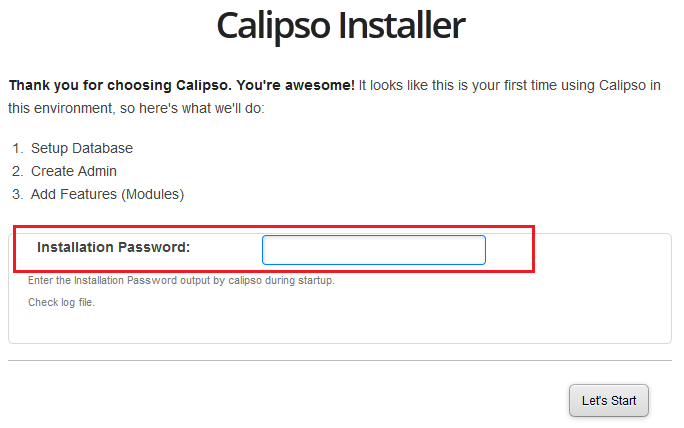 Calipso Installer
Thank you for choosing Calipso. You're awesome! It looks like this is your first time using Calipso in
this environment, so here's what we'll do:
1. Setup Database
2. Create Admin
3. Add Features (Modules)
Installation Password:
Enter the Installation Password output by calipso during startup.
Check log file.
Let's Start